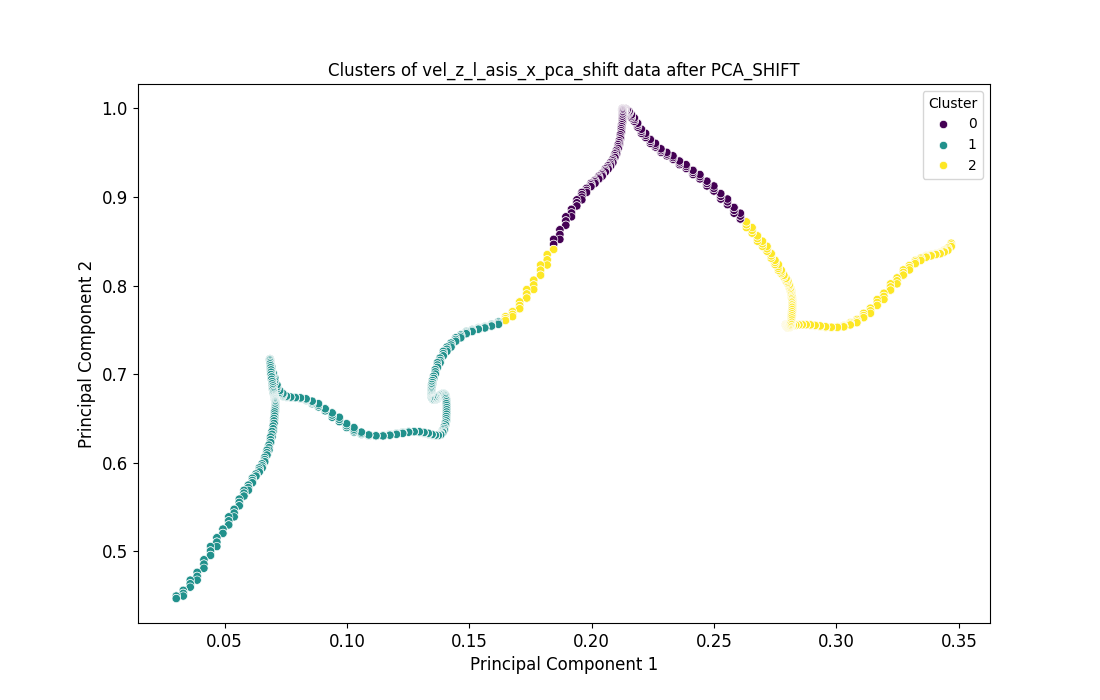 Clusters of vel_z_l_asis_x_pca_shift data after PCA_SHIFT
Cluster
0
1
2
Principal Component 2
1.0
0.9
0.8
0.7
0.6
0.5
0.05 0.10 0.15 0.20 0.25 0.30 0.35
Principal Component 1